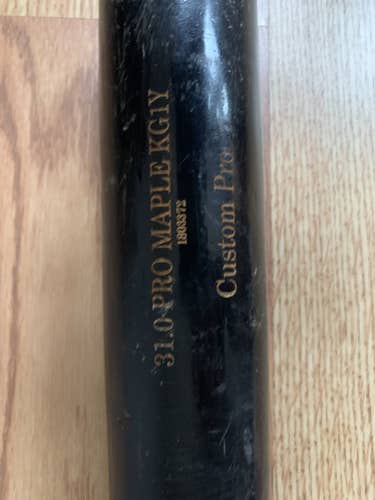 31.0 PRO MAPLE KG1Y
1803372
Custom Pro